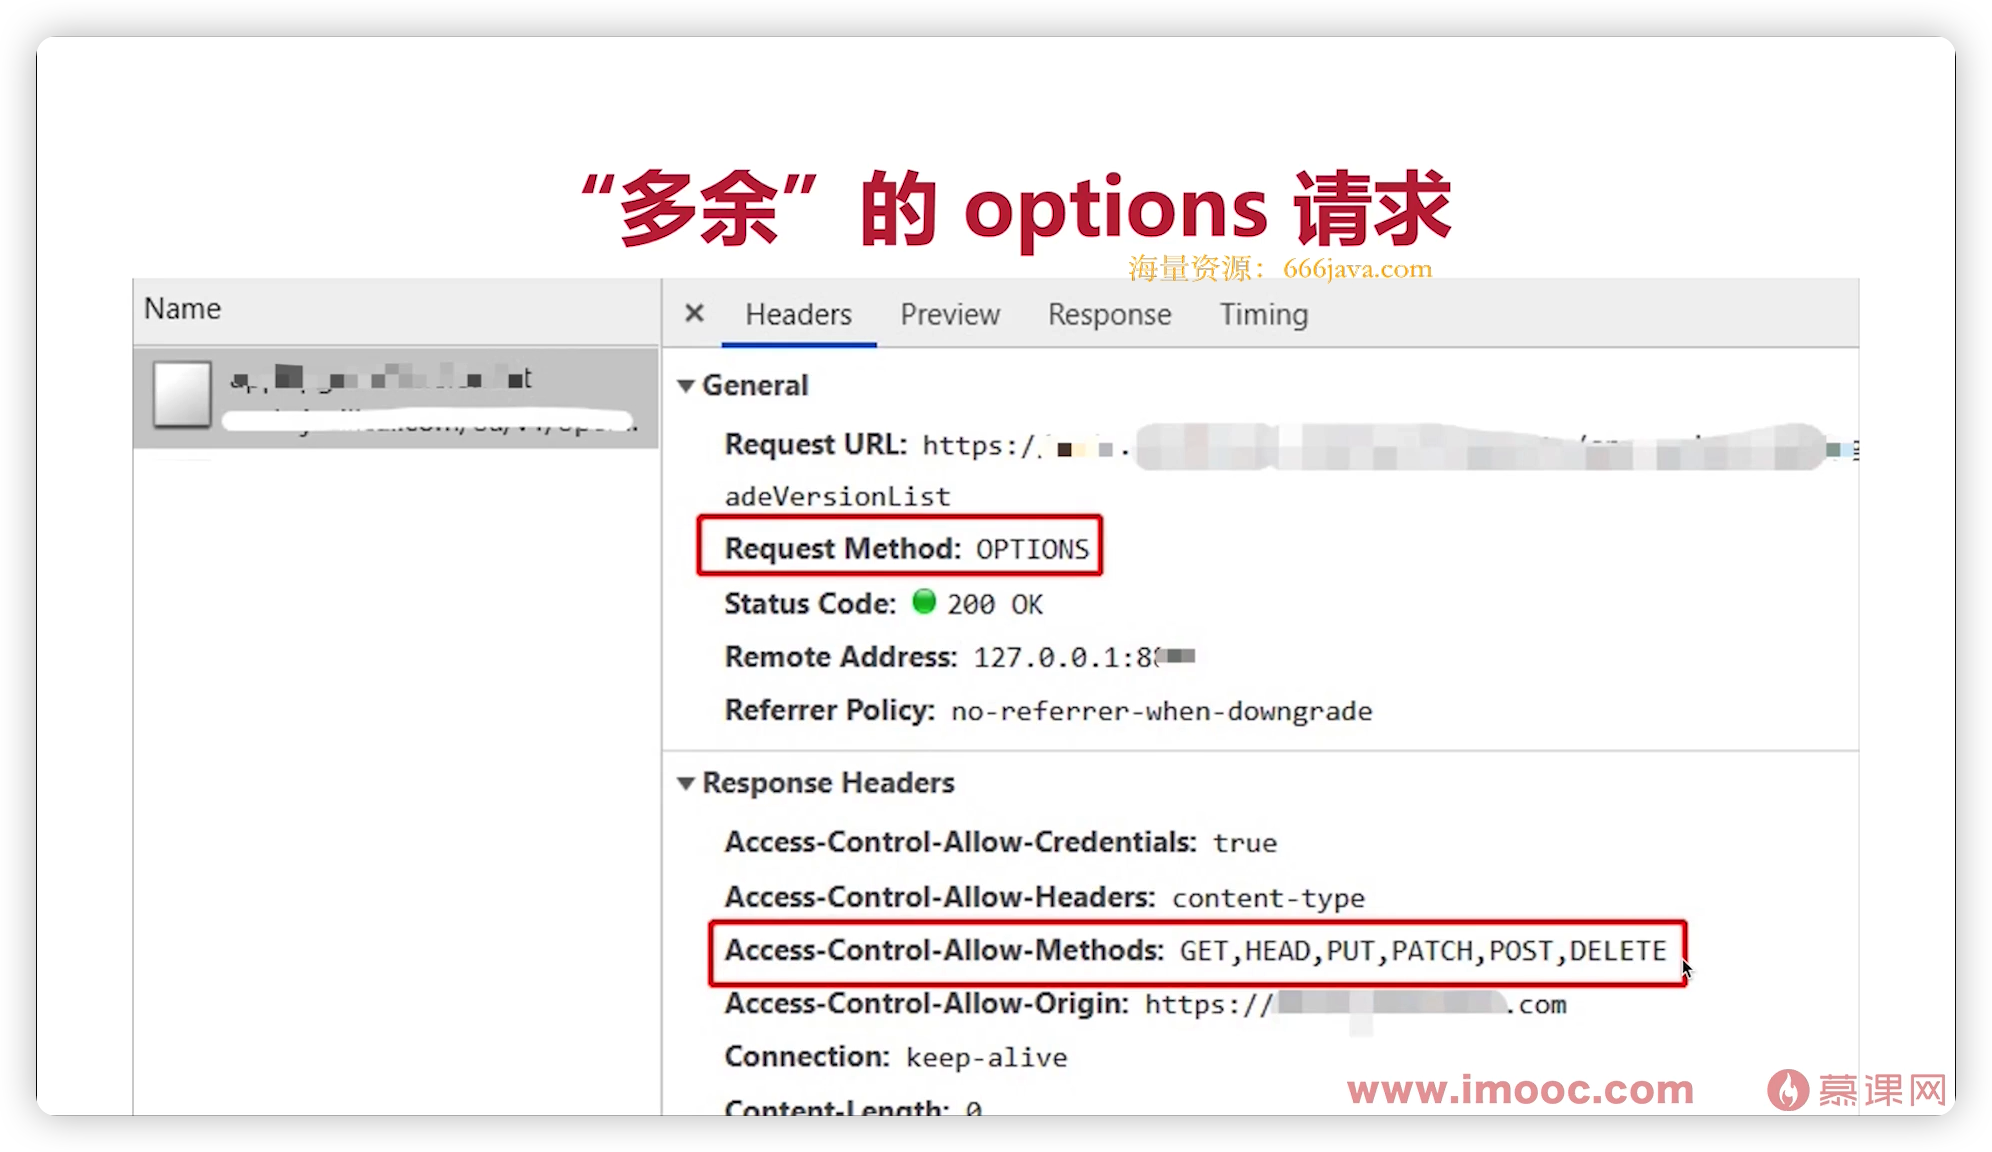 “多余”的 options 请求
海量资源：666java.com
Name
Headers Preview Response Timing
General
Request URL: https:/
adeVersionList
Request Method: OPTIONS
Status Code: 200 OK
Remote Address: 127.0.0.1:8
Referrer Policy: no-referrer-when-downgrade
Response Headers
Access-Control-Allow-Credentials: true
Access-Control-Allow-Headers: content-type
Access-Control-Allow-Methods: GET,HEAD,PUT,PATCH,POST,DELETE
Access-Control-Allow-Origin: https:// .com
Connection: keep-alive
Content-Length: 0
www.imooc.com 慕课网